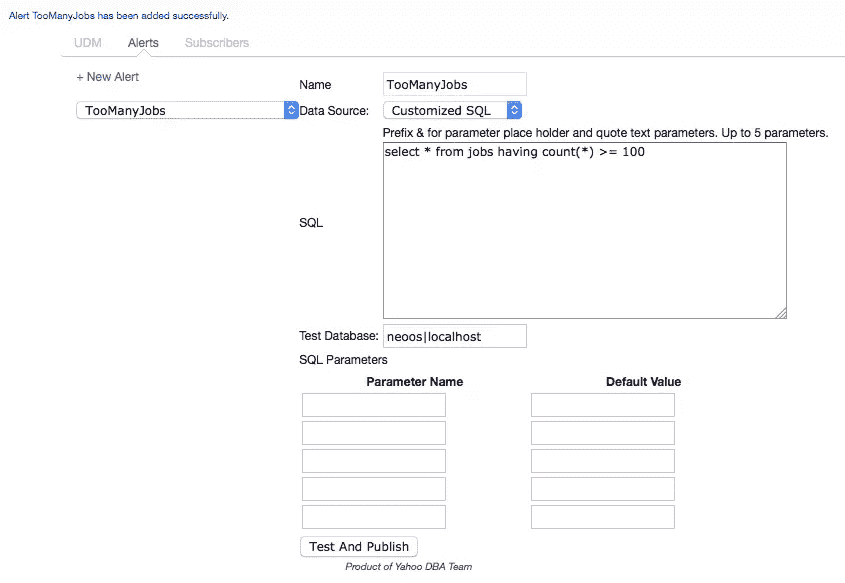 Alert TooManyJobs has been added successfully.
UDM Alerts Subscribers
+ New Alert
Name TooManyJobs
TooManyJobs Data Source: Customized SQL
Prefix & for parameter place holder and quote text parameters. Up to 5 parameters.
select * from jobs having count(*) >= 100
SQL
Test Database: neoos|localhost
SQL Parameters
Parameter Name Default Value
Test And Publish
Product of Yahoo DBA Team